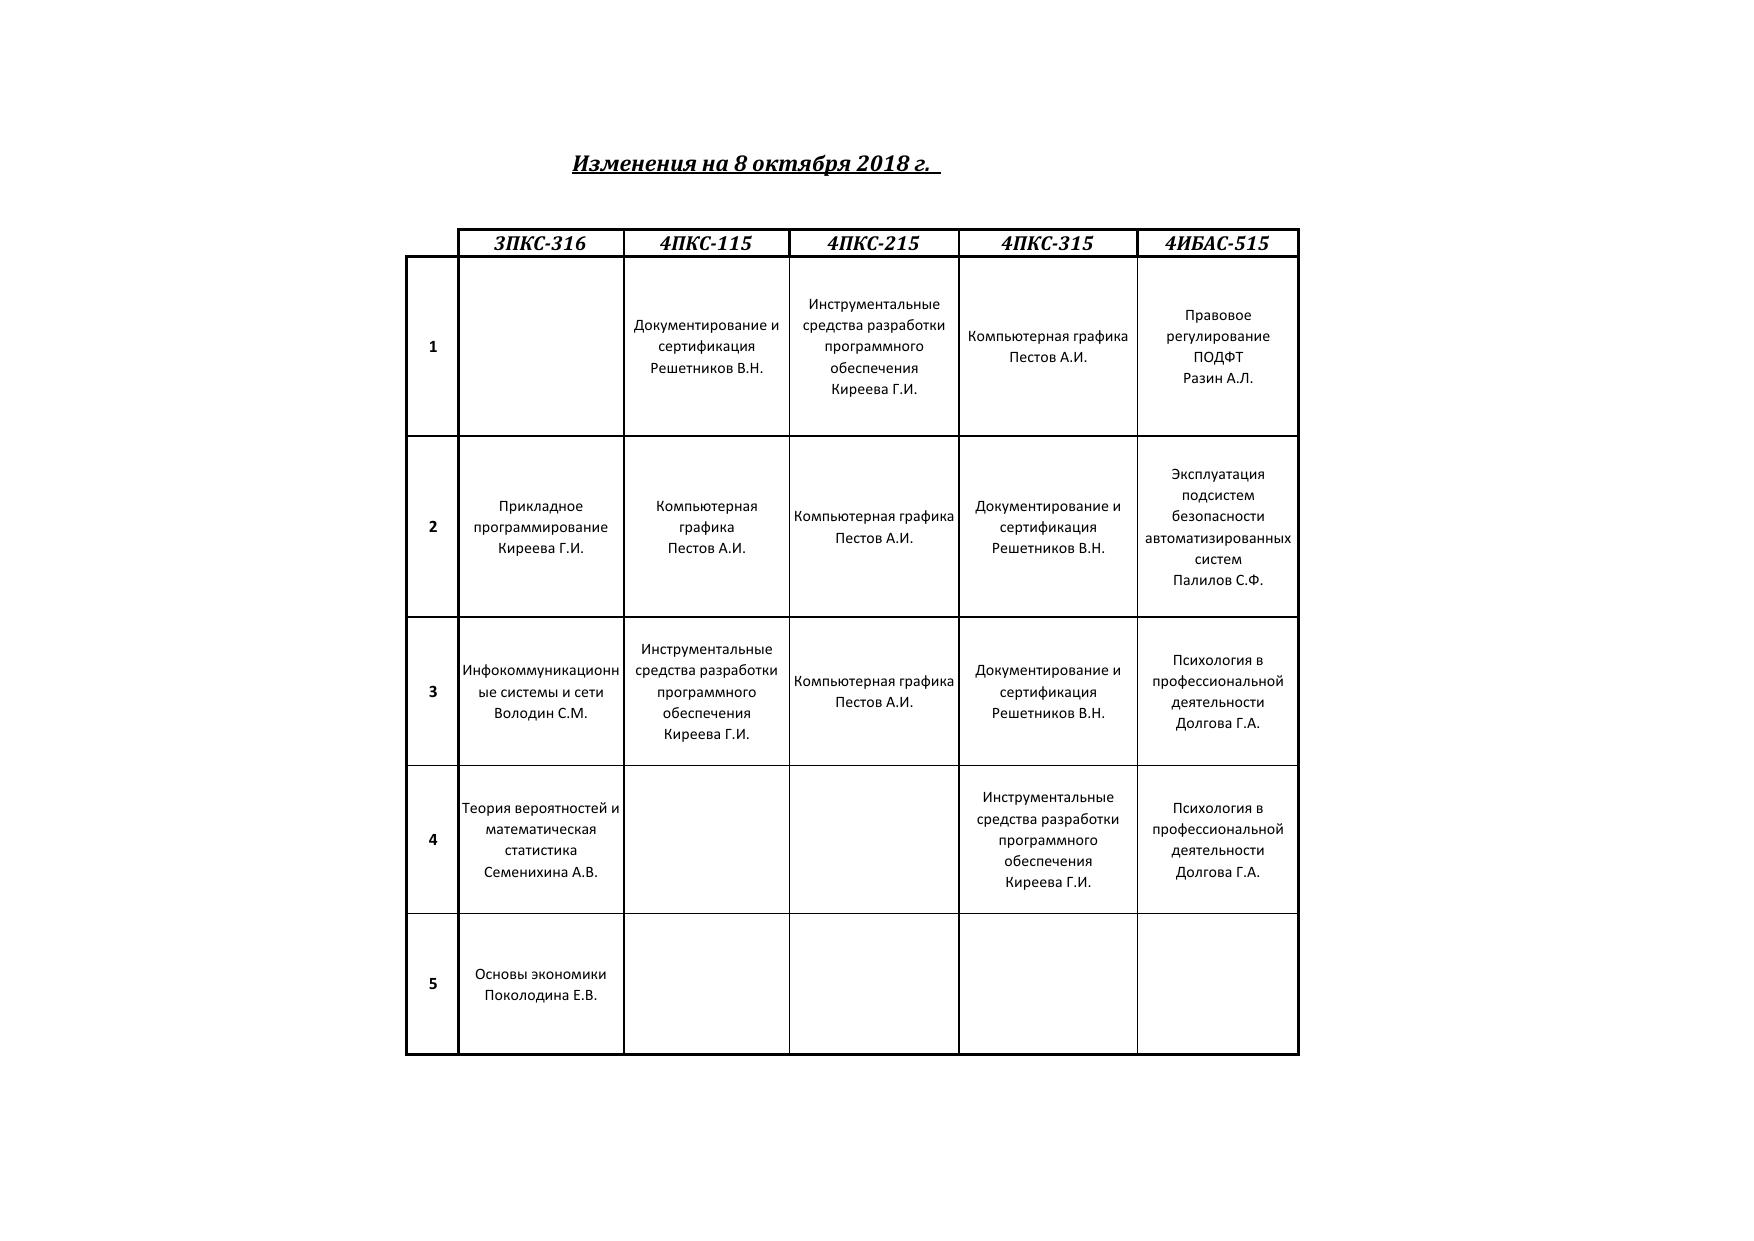 Изменения на 8 октября 2018 г.
3ПКС-316
4ПКС-115
4ПКС-215
4ПКС-315
4ИБАС-515
1
Документирование и
сертификация
Решетников В.Н.
Инструментальные
средства разработки
программного
обеспечения
Киреева Г.И.
Компьютерная графика
Пестов А.И.
Правовое
регулирование
ПОДФТ
Разин А.Л.
2
Прикладное
программирование
Киреева Г.И.
Компьютерная
графика
Пестов А.И.
Компьютерная графика
Пестов А.И.
Документирование и
сертификация
Решетников В.Н.
Эксплуатация
подсистем
безопасности
автоматизированных
систем
Палилов С.Ф.
3
Инфокоммуникационн
ые системы и сети
Володин С.М.
Инструментальные
средства разработки
программного
обеспечения
Киреева Г.И.
Компьютерная графика
Пестов А.И.
Документирование и
сертификация
Решетников В.Н.
Психология в
профессиональной
деятельности
Долгова Г.А.
4
Теория вероятностей и
математическая
статистика
Семенихина А.В.
Инструментальные
средства разработки
программного
обеспечения
Киреева Г.И.
Психология в
профессиональной
деятельности
Долгова Г.А.
5
Основы экономики
Поколодина Е.В.